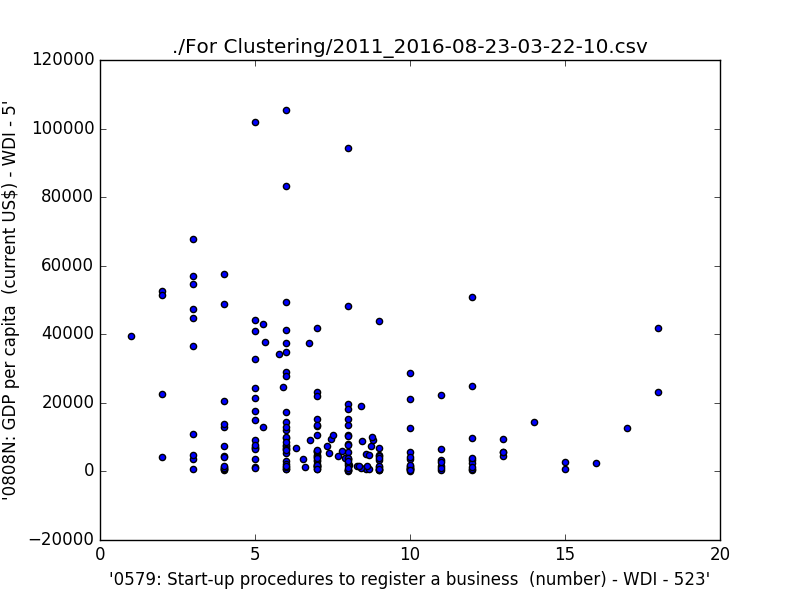 ./For Clustering/2011_2016-08-23-03-22-10.csv
120000
100000
80000
60000
40000
20000
0
−20000
0 5 10 15 20
'0808N: GDP per capita  (current US$) - WDI - 5'
'0579: Start-up procedures to register a business  (number) - WDI - 523'